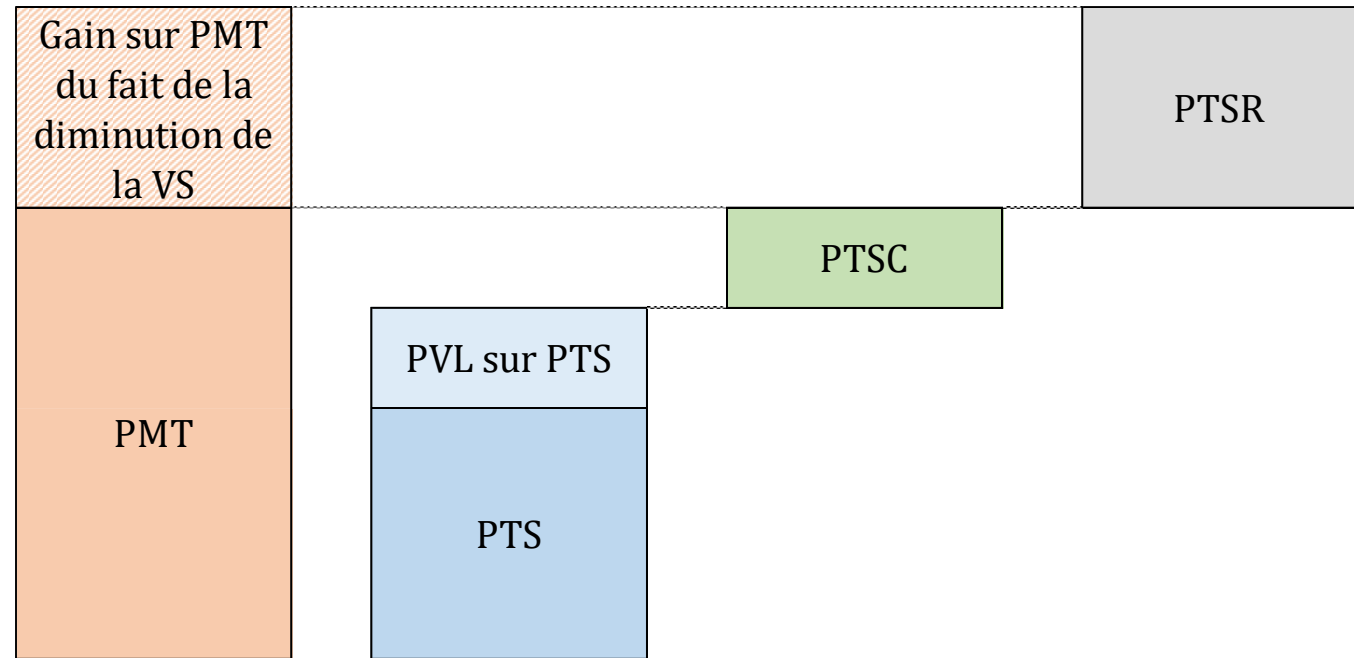 Gain sur PMT
du fait de la
diminution de
la VS
PTSR
PTSC
PVL sur PTS
PMT
PTS